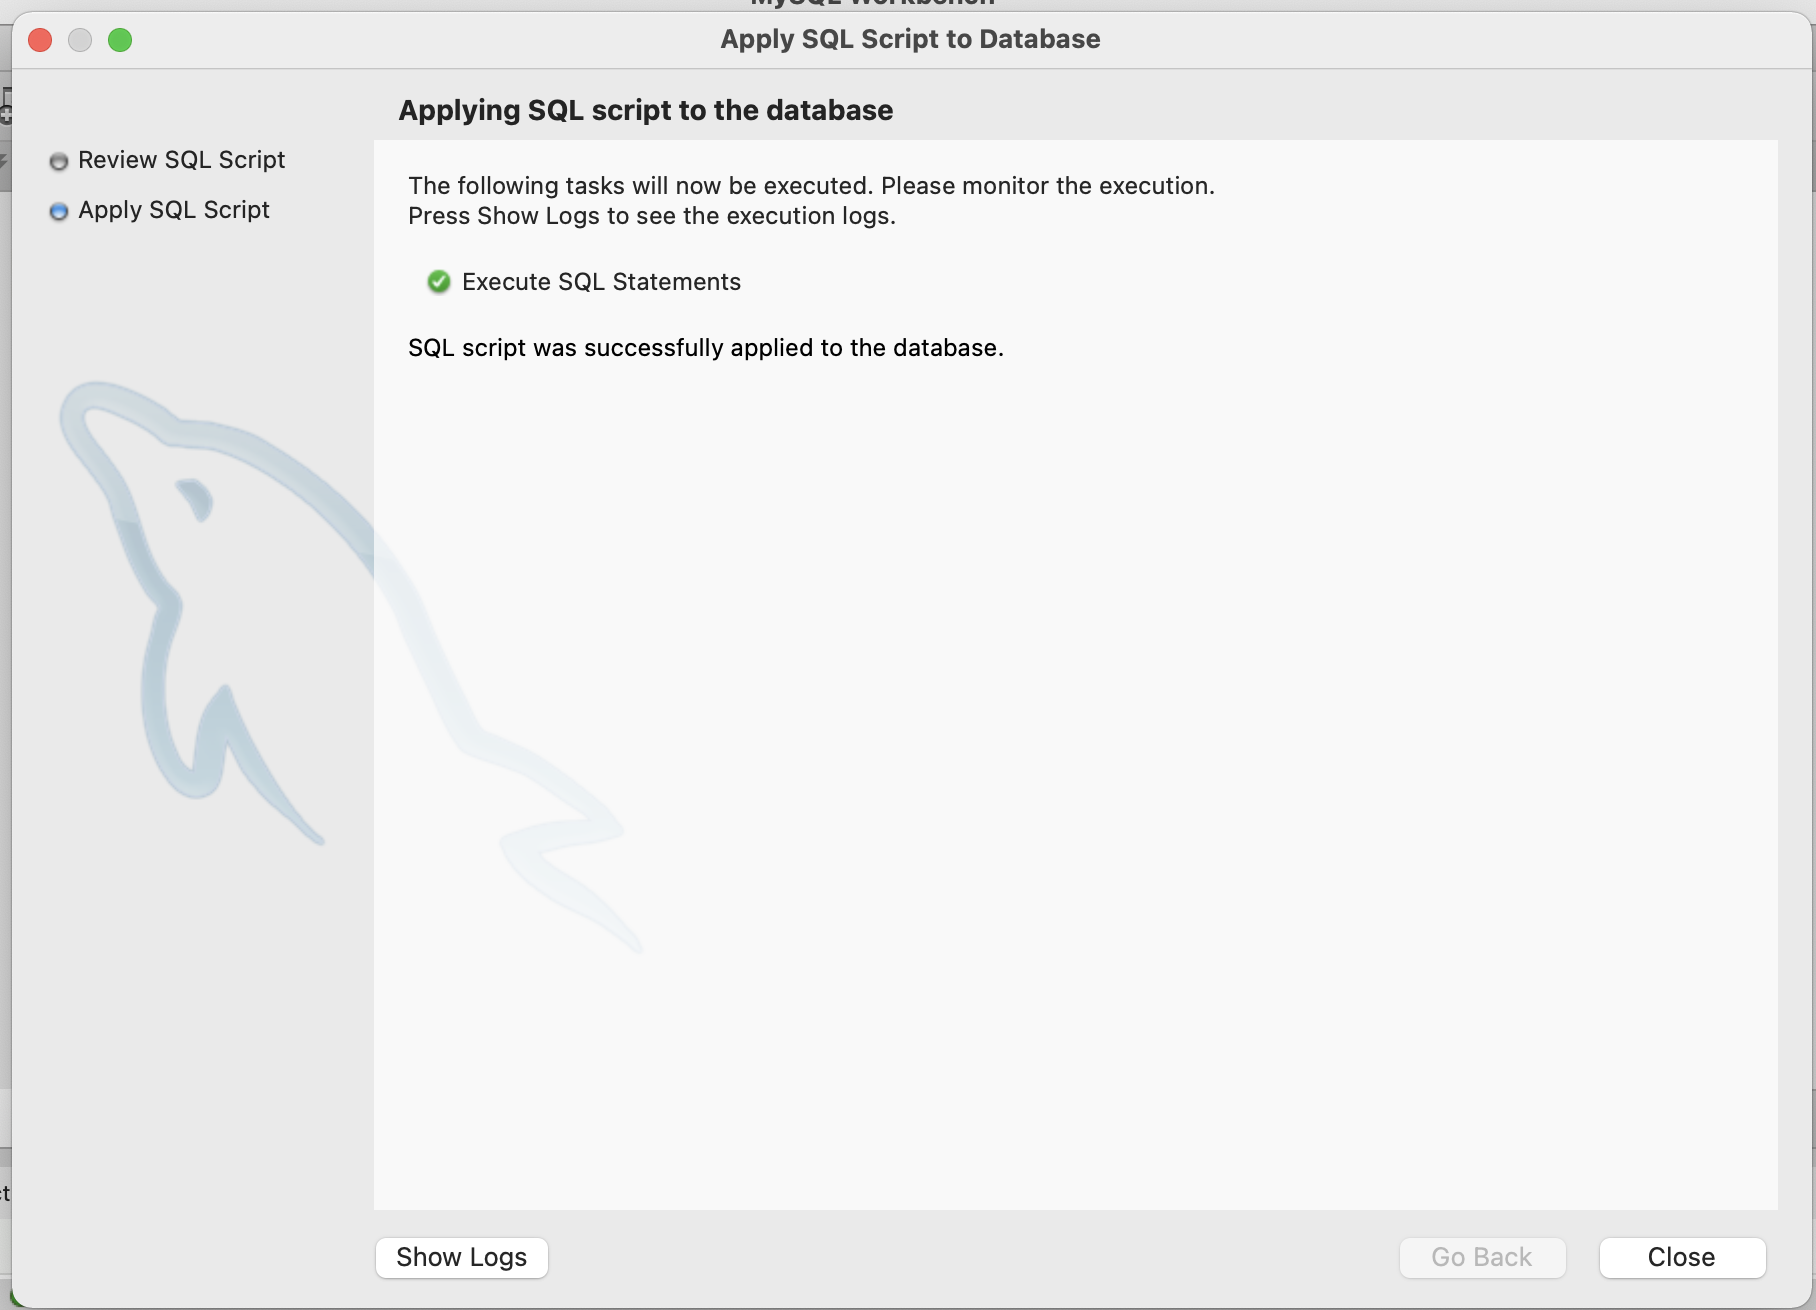 MySQL Workbench
Apply SQL Script to Database
Applying SQL script to the database
Review SQL Script
Apply SQL Script
The following tasks will now be executed. Please monitor the execution.
Press Show Logs to see the execution logs.
Execute SQL Statements
SQL script was successfully applied to the database.
Show Logs
Go Back
Close